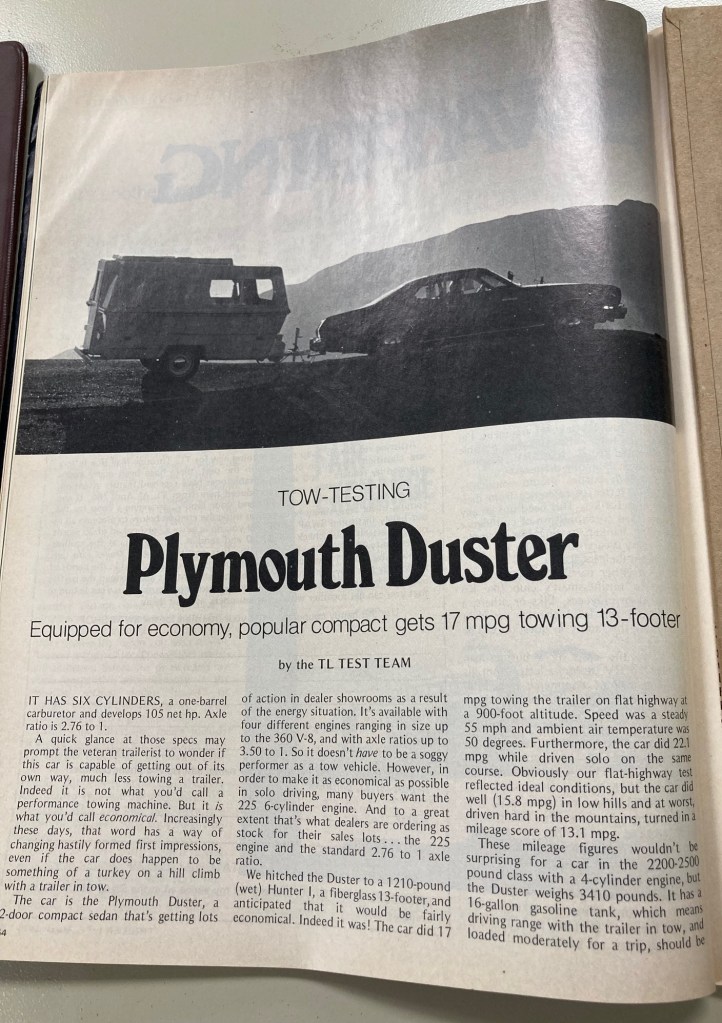 TOW-TESTING
Plymouth Duster
Equipped for economy, popular compact gets 17 mpg towing 13-footer
by the TL TEST TEAM
IT HAS SIX CYLINDERS, a one-barrel
carburetor and develops 105 net hp. Axle
ratio is 2.76 to 1.
A quick glance at those specs may
prompt the veteran trailerist to wonder if
this car is capable of getting out of its
own way, much less towing a trailer.
Indeed it is not what you'd call a
performance towing machine. But it is
what you'd call economical. Increasingly
these days, that word has a way of
changing hastily formed first impressions,
even if the car does happen to be
something of a turkey on a hill climb
with a trailer in tow.
The car is the Plymouth Duster, a
2-door compact sedan that's getting lots
of action in dealer showrooms as a result
of the energy situation. It's available with
four different engines ranging in size up
to the 360 V-8, and with axle ratios up to
3.50 to 1. So it doesn't have to be a soggy
performer as a tow vehicle. However, in
order to make it as economical as possible
in solo driving, many buyers want the
225 6-cylinder engine. And to a great
extent that's what dealers are ordering as
stock for their sales lots . . . the 225
engine and the standard 2.76 to 1 axle
ratio.
We hitched the Duster to a 1210-pound
(wet) Hunter I, a fiberglass 13-footer, and
anticipated that it would be fairly
economical. Indeed it was! The car did 17
mpg towing the trailer on flat highway at
a 900-foot altitude. Speed was a steady
55 mph and ambient air temperature was
50 degrees. Furthermore, the car did 22.1
mpg while driven solo on the same
course. Obviously our flat-highway test
reflected ideal conditions, but the car did
well (15.8 mpg) in low hills and at worst,
driven hard in the mountains, turned in a
mileage score of 13.1 mpg.
These mileage figures wouldn't be
surprising for a car in the 2200-2500
pound class with a 4-cylinder engine, but
the Duster weighs 3410 pounds. It has a
16-gallon gasoline tank, which means
driving range with the trailer in tow, and
loaded moderately for a trip, should be